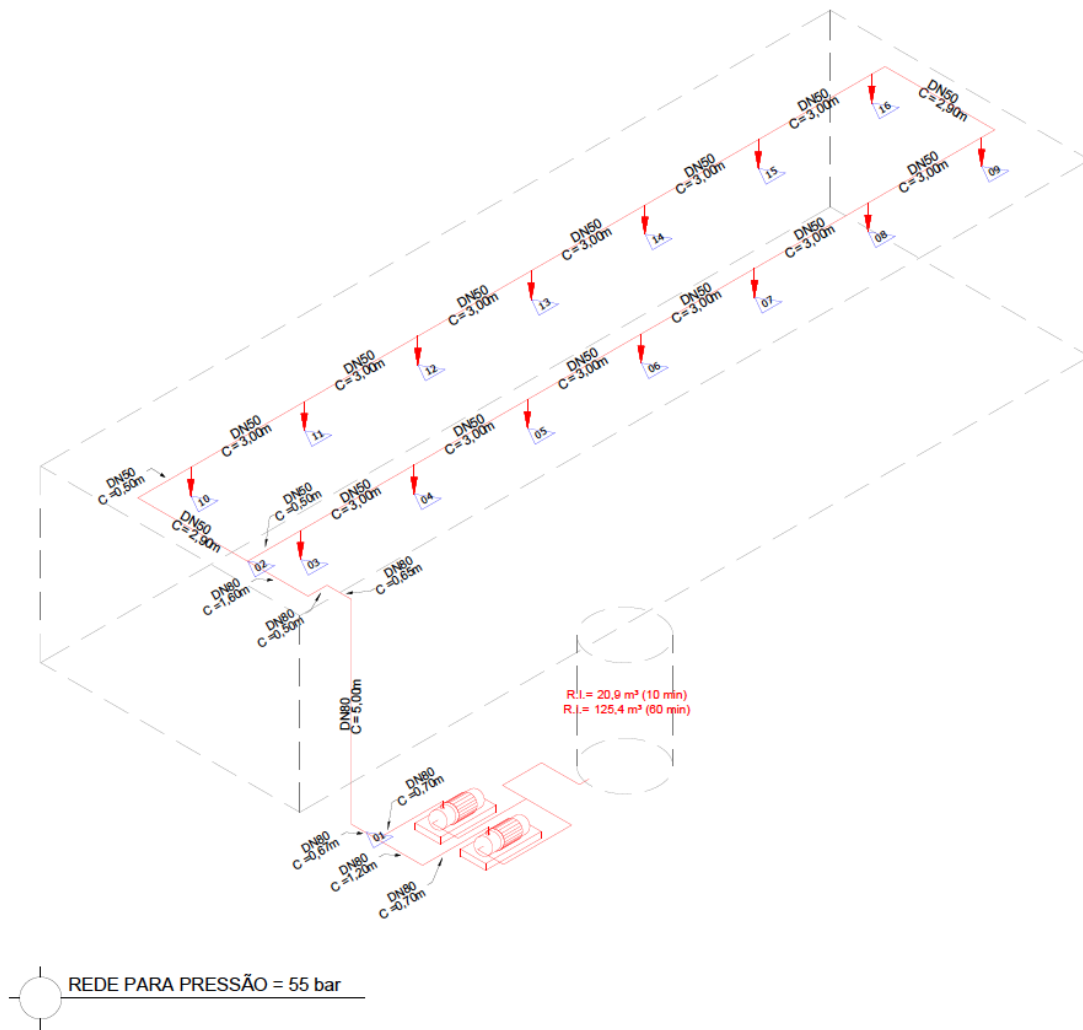 DN50
C= 2,90m
16
DN50
C= 3,00m
09
DN50
C= 3,00m
15
DN50
C= 3,00m
08
DN50
C= 3,00m
14
DN50
C= 3,00m
07
DN50
C= 3,00m
13
DN50
C= 3,00m
06
DN50
C= 3,00m
12
DN50
C= 3,00m
05
DN50
C= 3,00m
11
DN50
C= 3,00m
04
DN50
C= 3,00m
10
DN50
C =0,50m
DN50
C= 3,00m
DN50
C =0,50m
03
DN50
C= 2,90m
02
DN80
C =1,60m
DN80
C =0,50m
DN80
C =0,65m
DN80
C= 5,00m
R.I.= 20,9 m³ (10 min)
R.I.= 125,4 m³ (60 min)
DN80
C =0,70m
01
DN80
C =0,67m
DN80
C =1,20m
DN80
C =0,70m
REDE PARA PRESSÃO = 55 bar